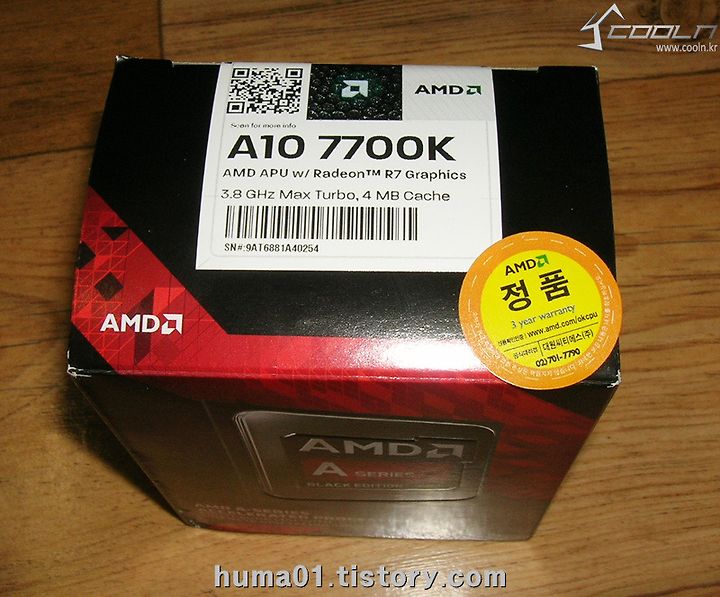 COOLN
www.cooln.kr
AMD
Scan for more info
A10 7700K
AMD APU w/ Radeon™ R7 Graphics
3.8 GHz Max Turbo, 4 MB Cache
SN#:9AT6881A40254
AMD
정품
3 year warranty
www.amd.com/okcpu
대원씨티에스(주)
02)701-7790
AMD
AMD
A SERIES
BLACK EDITION
AMD A-SERIES
huma01.tistory.com